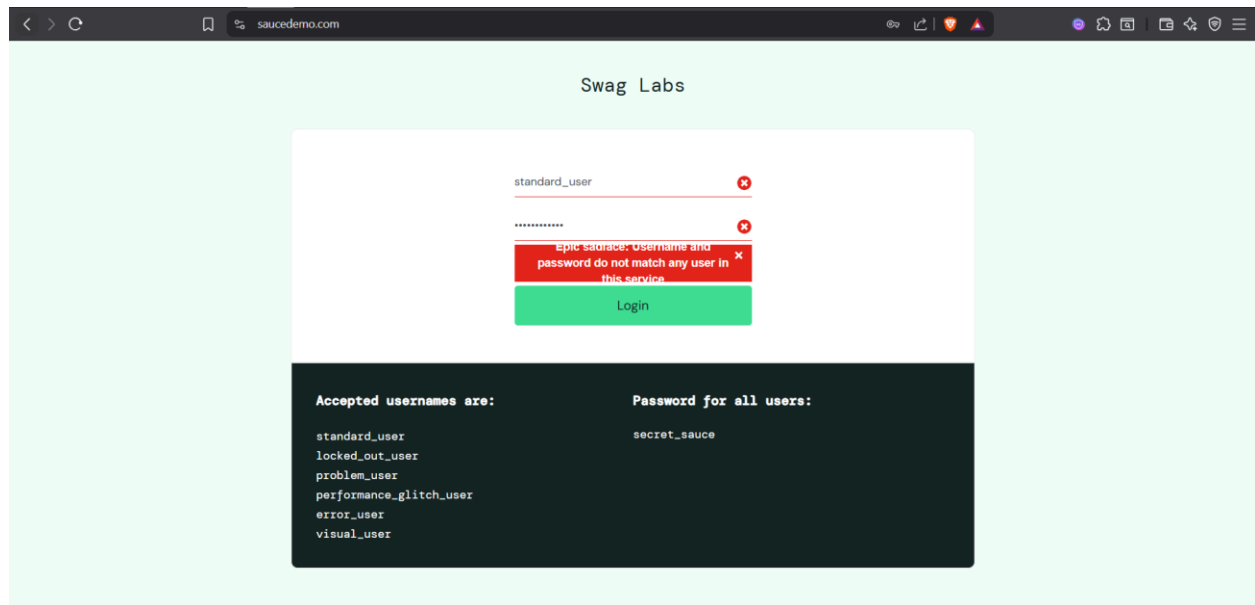 saucedemo.com
Swag Labs
standard_user
••••••••••••
Epic sadface: Username and
password do not match any user in
this service
Login
Accepted usernames are:
standard_user
locked_out_user
problem_user
performance_glitch_user
error_user
visual_user
Password for all users:
secret_sauce